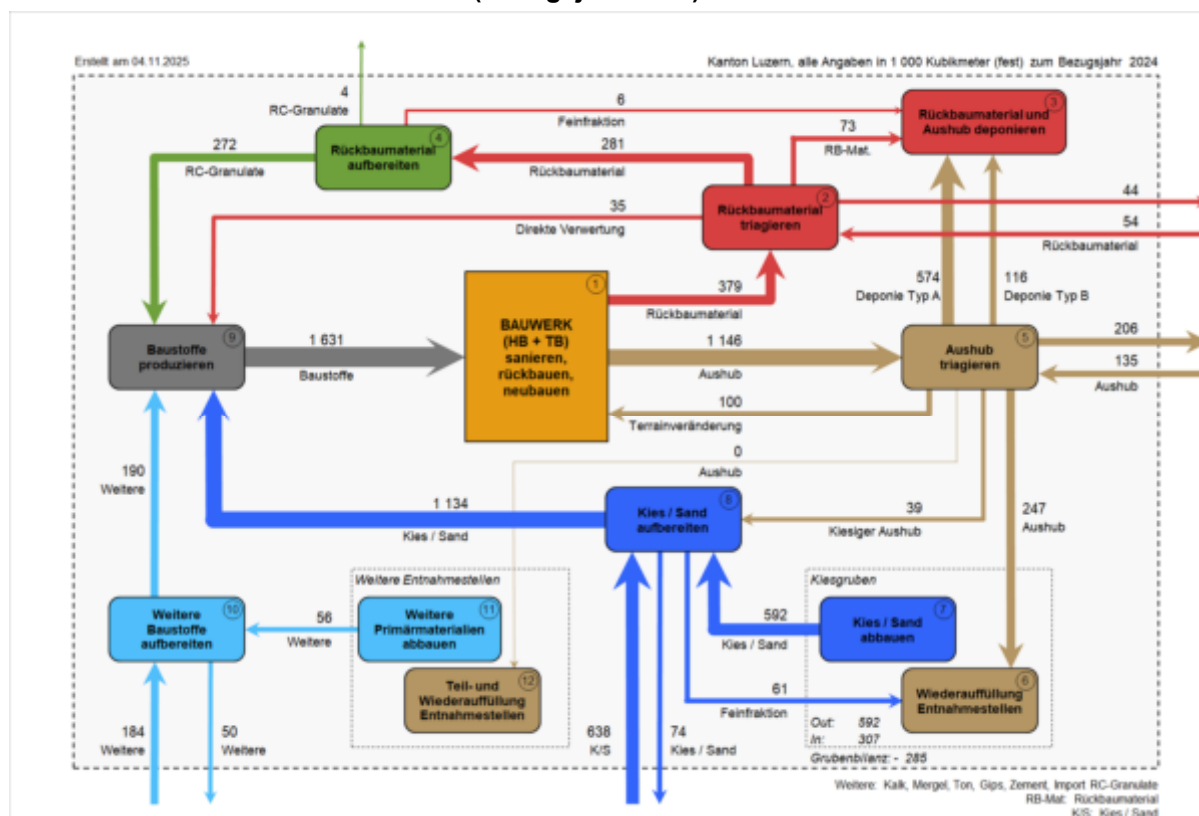 Erstellt am 04.11.2025
Kanton Luzern, alle Angaben in 1 000 Kubikmeter (fest) zum Bezugsjahr 2024
4
RC-Granulate
6
Feinfraktion
3
Rückbaumaterial und
Aushub deponieren
73
RB-Mat.
4
Rückbaumaterial
aufbereiten
272
RC-Granulate
281
Rückbaumaterial
2
Rückbaumaterial
triagieren
44
54
Rückbaumaterial
35
Direkte Verwertung
574
Deponie Typ A
116
Deponie Typ B
379
Rückbaumaterial
1
BAUWERK
(HB + TB)
sanieren,
rückbauen,
neubauen
9
Baustoffe
produzieren
1 631
Baustoffe
1 146
Aushub
5
Aushub
triagieren
206
135
Aushub
100
Terrainveränderung
0
Aushub
190
Weitere
1 134
Kies / Sand
8
Kies / Sand
aufbereiten
39
Kiesiger Aushub
247
Aushub
Weitere Entnahmestellen
Kiesgruben
10
Weitere
Baustoffe
aufbereiten
56
Weitere
11
Weitere
Primärmaterialien
abbauen
592
Kies / Sand
7
Kies / Sand
abbauen
12
Teil- und
Wiederauffüllung
Entnahmestellen
61
Feinfraktion
6
Wiederauffüllung
Entnahmestellen
184
Weitere
50
Weitere
638
K/S
74
Kies / Sand
Out: 592
In: 307
Grubenbilanz: - 285
Weitere: Kalk, Mergel, Ton, Gips, Zement, Import RC-Granulate
RB-Mat: Rückbaumaterial
K/S: Kies / Sand